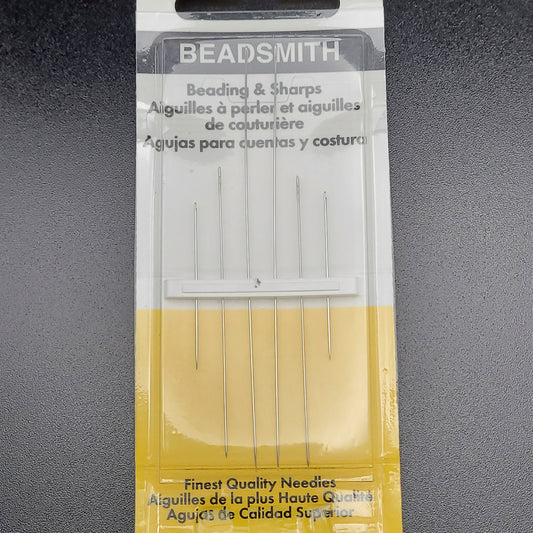 BEADSMITH
Beading & Sharps
Aiguilles à perler et aiguilles
de couturière
Agujas para cuentas y costura
Finest Quality Needles
Aiguilles de la plus Haute Qualité
Agujas de Calidad Superior